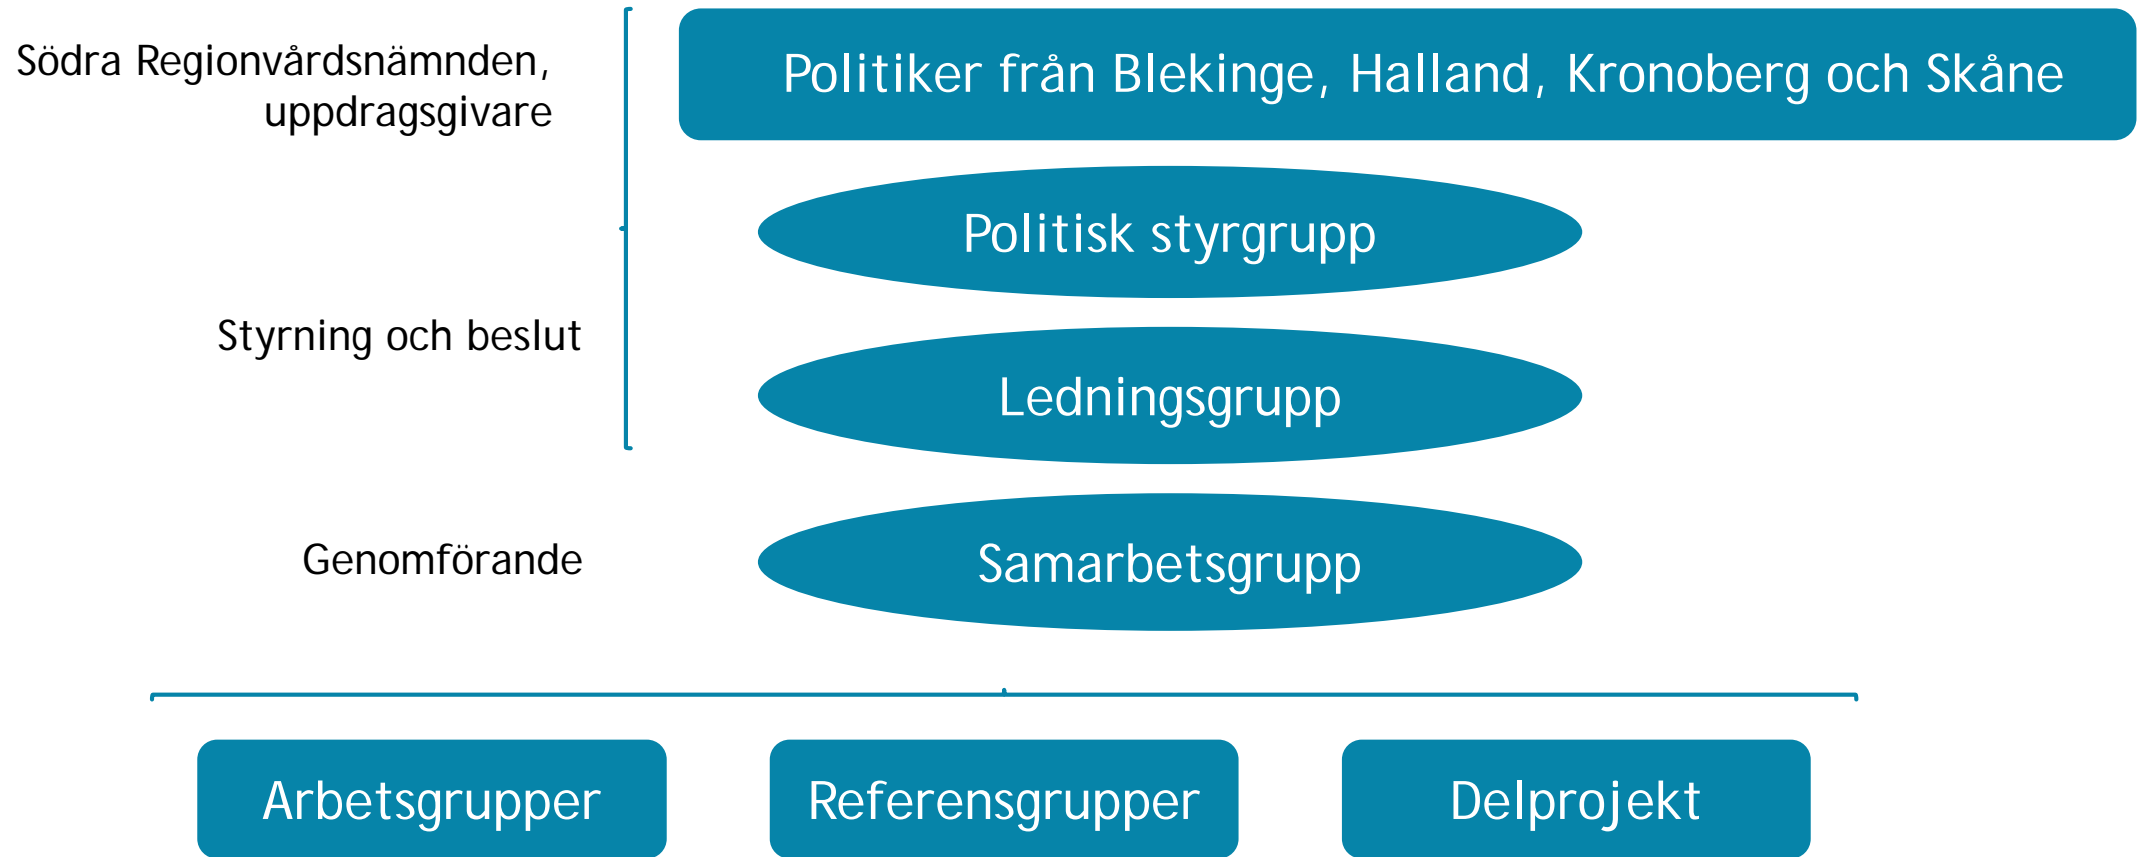 Södra Regionvårdsnämnden,
uppdragsgivare
Politiker från Blekinge, Halland, Kronoberg och Skåne
Politisk styrgrupp
Styrning och beslut
Ledningsgrupp
Genomförande
Samarbetsgrupp
Arbetsgrupper
Referensgrupper
Delprojekt